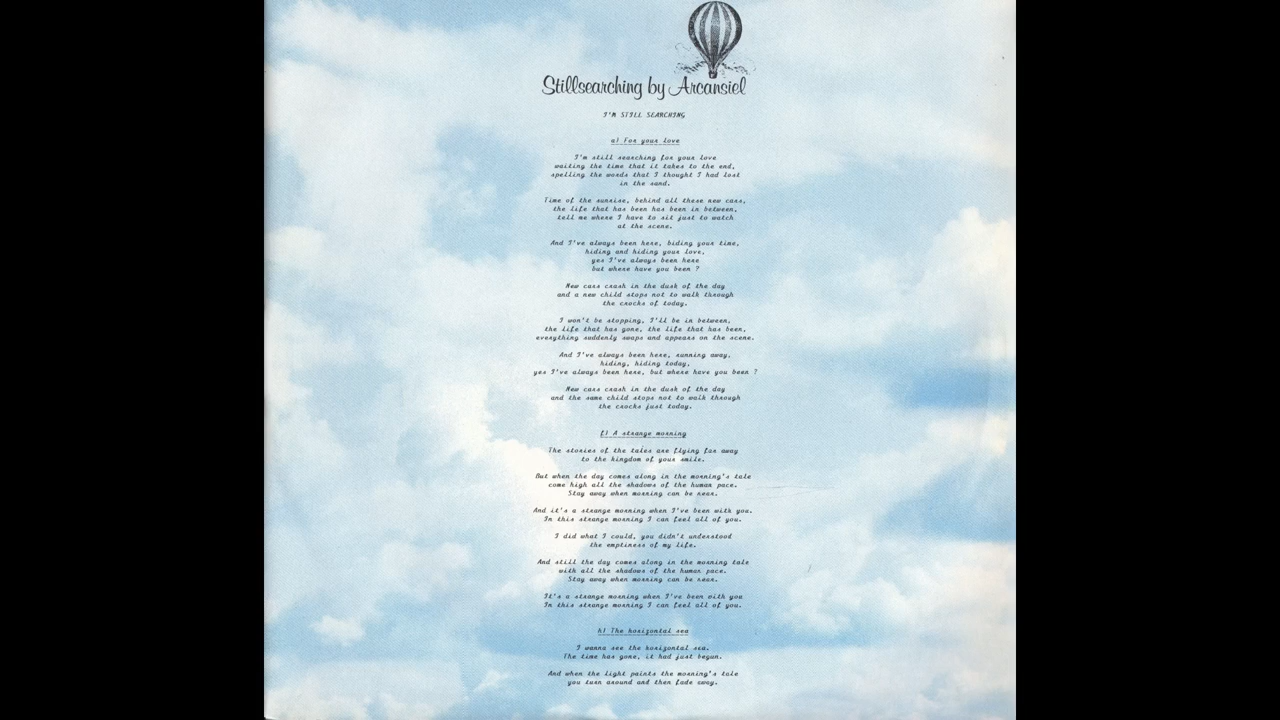 Stillsearching by Arcansiel
I'M STILL SEARCHING
a) For your love
I'm still searching for your love
waiting the time that it takes to the end,
spelling the words that I thought I had lost
in the sand.
Time of the sunrise, behind all these new cars,
the life that has been has been in between,
tell me where I have to sit just to watch
at the scene.
And I've always been here, biding your time,
hiding and hiding your love,
yes I've always been here
but where have you been ?
New cars crash in the dusk of the day
and a new child stops not to walk through
the crocks of today.
I won't be stopping, I'll be in between,
the life that has gone, the life that has been,
everything suddenly swaps and appears on the scene.
And I've always been here, running away,
hiding, hiding today,
yes I've always been here, but where have you been ?
New cars crash in the dusk of the day
and the same child stops not to walk through
the crocks just today.
f) A strange morning
The stories of the tales are flying far away
to the kingdom of your smile.
But when the day comes along in the morning's tale
come high all the shadows of the human pace.
Stay away when morning can be near.
And it's a strange morning when I've been with you.
In this strange morning I can feel all of you.
I did what I could, you didn't understood
the emptiness of my life.
And still the day comes along in the morning tale
with all the shadows of the human pace.
Stay away when morning can be near.
It's a strange morning when I've been with you
In this strange morning I can feel all of you.
h) The horizontal sea
I wanna see the horizontal sea.
The time has gone, it had just begun.
And when the light paints the morning's tale
you turn around and then fade away.